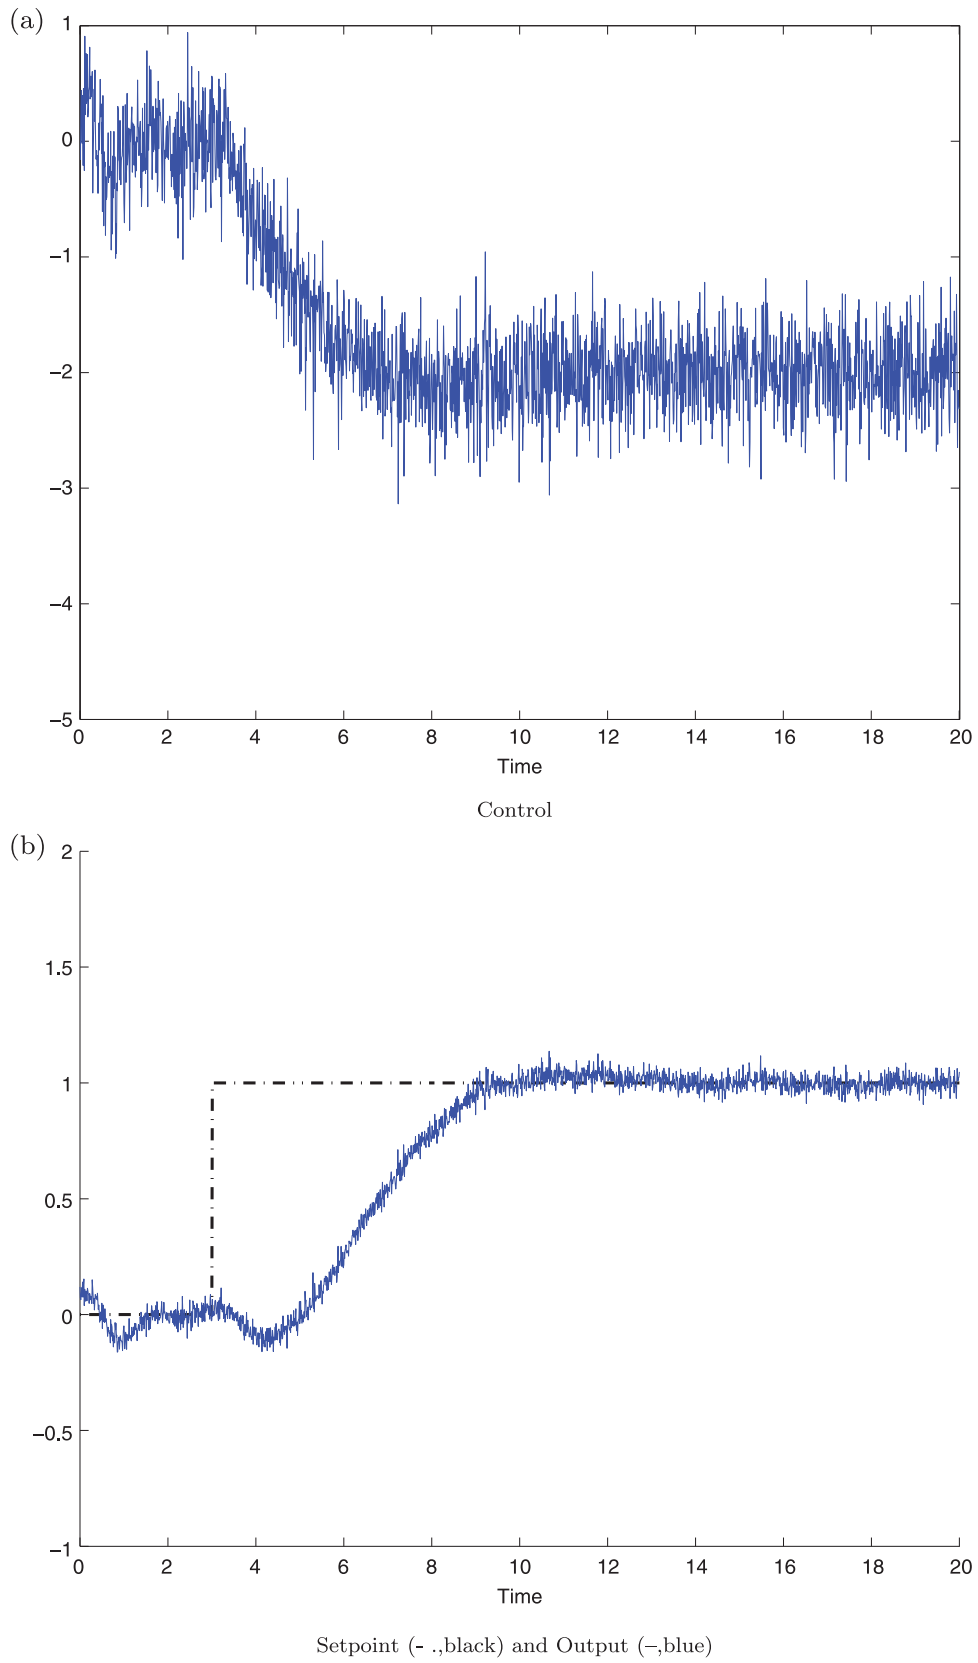 (a)
1
0
−1
−2
−3
−4
−5
0 2 4 6 8 10 12 14 16 18 20
Time
Control
(b)
2
1.5
1
0.5
0
−0.5
−1
0 2 4 6 8 10 12 14 16 18 20
Time
Setpoint (- .,black) and Output (–,blue)